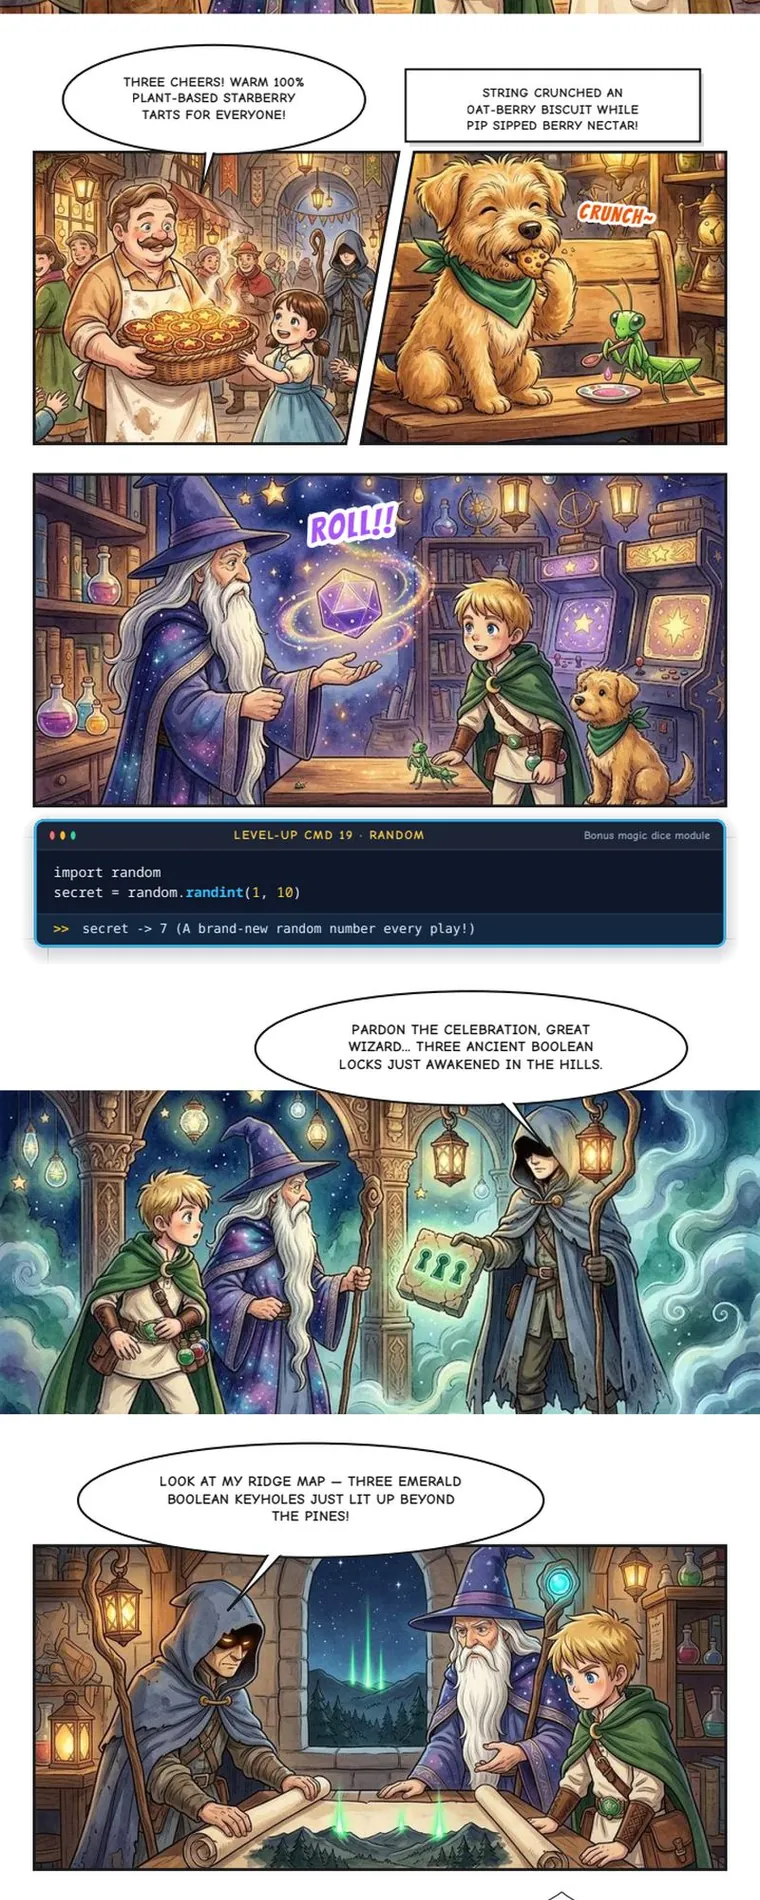 THREE CHEERS! WARM 100%
PLANT-BASED STARBERRY
TARTS FOR EVERYONE!
STRING CRUNCHED AN
OAT-BERRY BISCUIT WHILE
PIP SIPPED BERRY NECTAR!
CRUNCH~
ROLL!!
LEVEL-UP CMD 19 · RANDOM
Bonus magic dice module
import random
secret = random.randint(1, 10)
>> secret -> 7 (A brand-new random number every play!)
PARDON THE CELEBRATION, GREAT
WIZARD... THREE ANCIENT BOOLEAN
LOCKS JUST AWAKENED IN THE HILLS.
LOOK AT MY RIDGE MAP — THREE EMERALD
BOOLEAN KEYHOLES JUST LIT UP BEYOND
THE PINES!